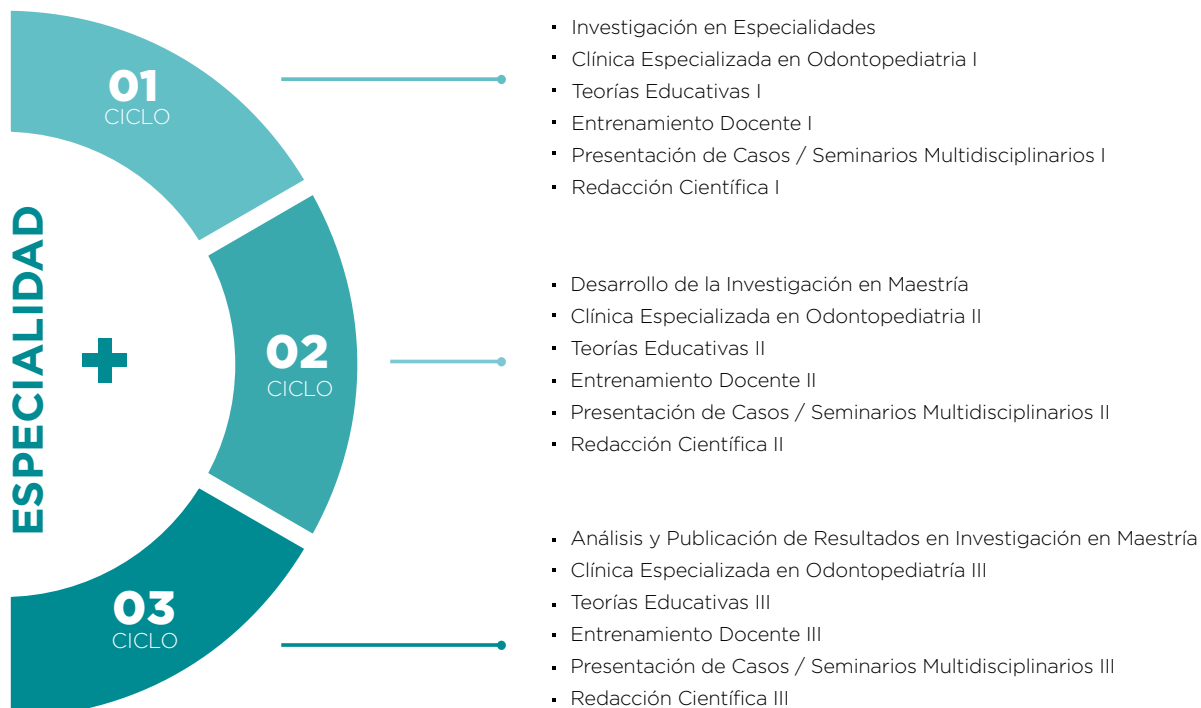 ESPECIALIDAD
01
CICLO
• Investigación en Especialidades
• Clínica Especializada en Odontopediatria I
• Teorías Educativas I
• Entrenamiento Docente I
• Presentación de Casos / Seminarios Multidisciplinarios I
• Redacción Científica I
02
CICLO
• Desarrollo de la Investigación en Maestría
• Clínica Especializada en Odontopediatria II
• Teorías Educativas II
• Entrenamiento Docente II
• Presentación de Casos / Seminarios Multidisciplinarios II
• Redacción Científica II
03
CICLO
• Análisis y Publicación de Resultados en Investigación en Maestría
• Clínica Especializada en Odontopediatría III
• Teorías Educativas III
• Entrenamiento Docente III
• Presentación de Casos / Seminarios Multidisciplinarios III
• Redacción Científica III